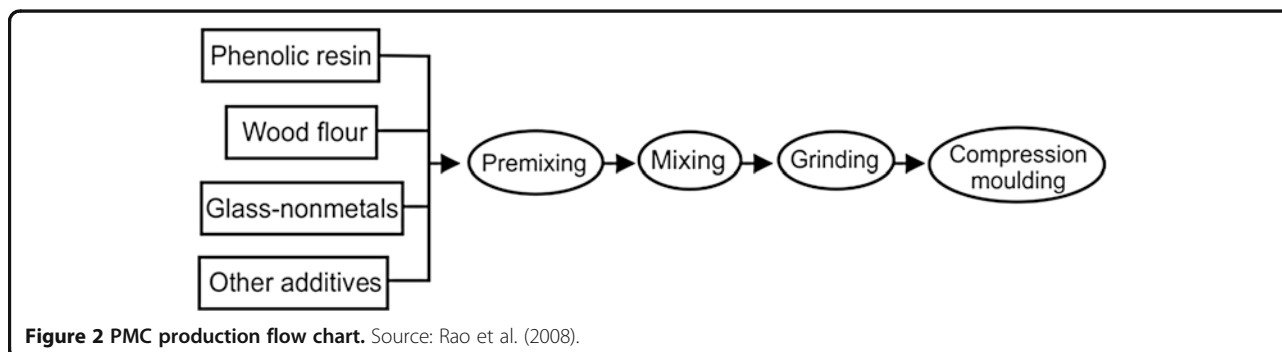 Phenolic resin
Wood flour
Glass-nonmetals
Other additives
Premixing
Mixing
Grinding
Compression
moulding
Figure 2 PMC production flow chart. Source: Rao et al. (2008).